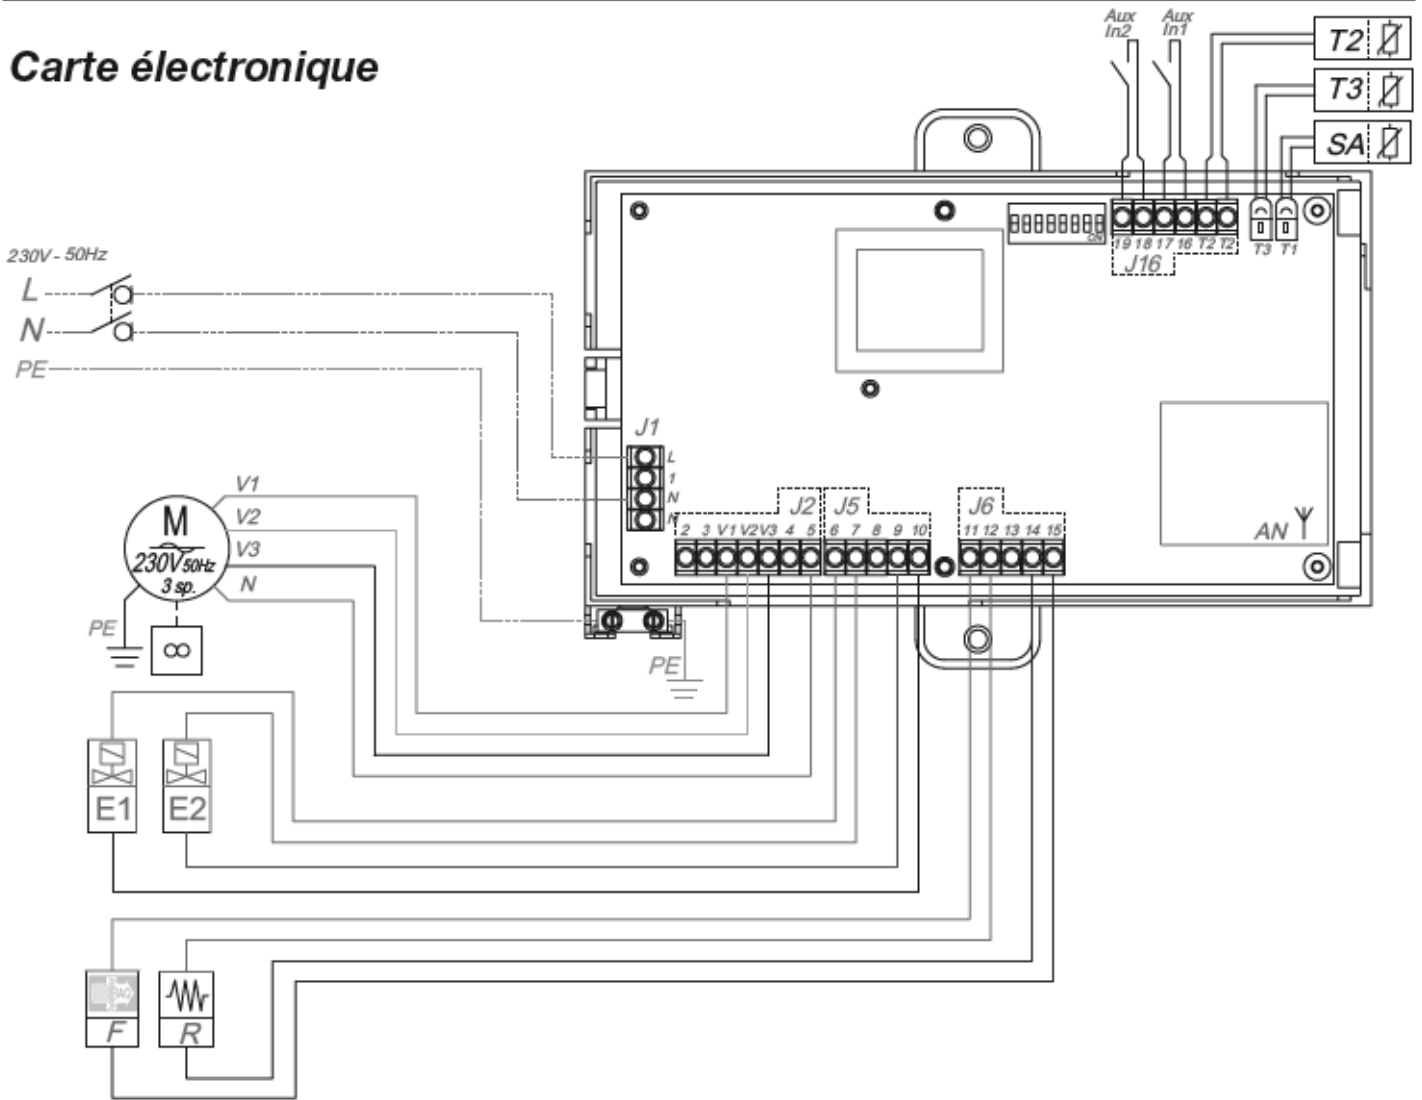 Carte électronique
Aux
In2
Aux
In1
T2
T3
SA
230V - 50Hz
L
N
PE
ON
19 18 17 16 T2 T2
T3 T1
J16
J1
L
1
N
N
J2 J5 J6
2 3 V1 V2 V3 4 5 6 7 8 9 10 11 12 13 14 15
AN
V1
V2
V3
N
M
230V 50Hz
3 sp.
PE
PE
E1 E2
F R